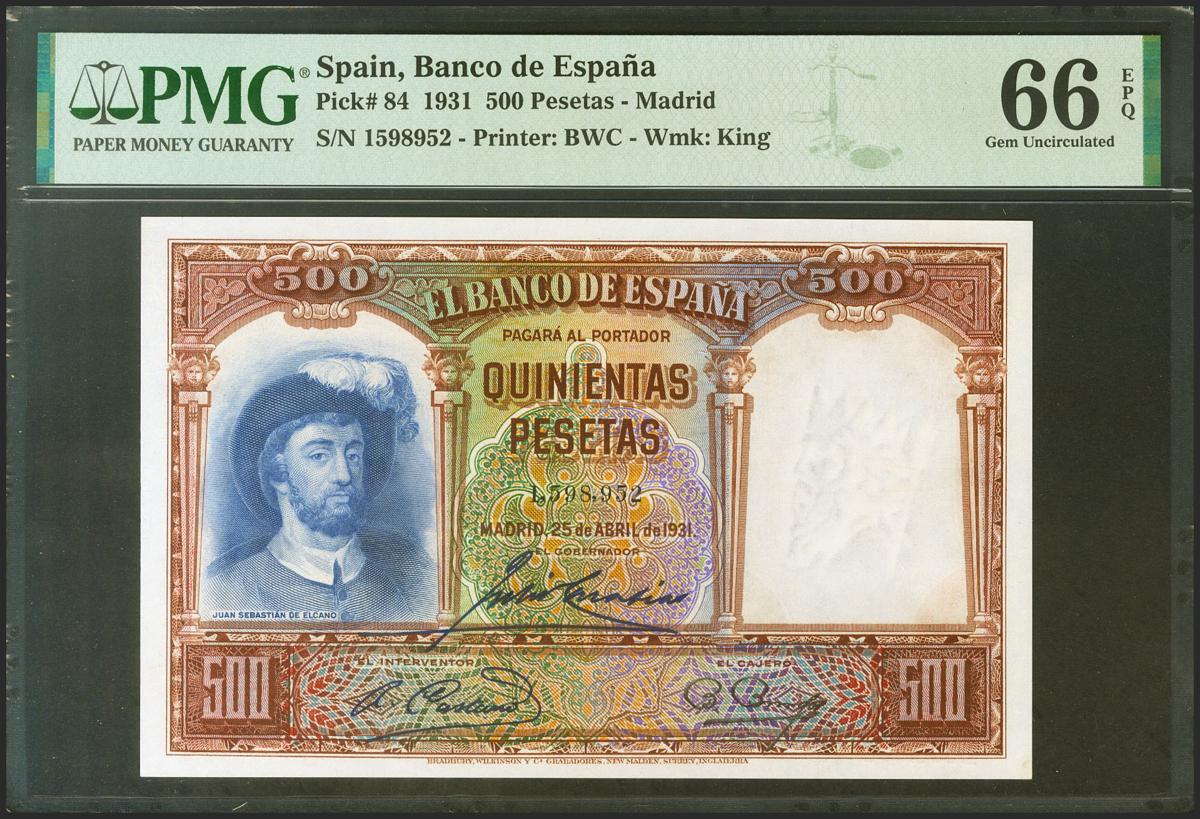 PMG®
PAPER MONEY GUARANTY
Spain, Banco de España
Pick# 84 1931 500 Pesetas - Madrid
S/N 1598952 - Printer: BWC - Wmk: King
66
EPQ
Gem Uncirculated
500
500
EL BANCO DE ESPAÑA
PAGARÁ AL PORTADOR
QUINIENTAS
PESETAS
1,598,952
MADRID, 25 de ABRIL de 1931.
EL GOBERNADOR
JUAN SEBASTIÁN DE ELCANO
500
EL INTERVENTOR
EL CAJERO
500
BRADBURY, WILKINSON Y Cª GRABADORES, NEW MALDEN, SURREY, INGLATERRA